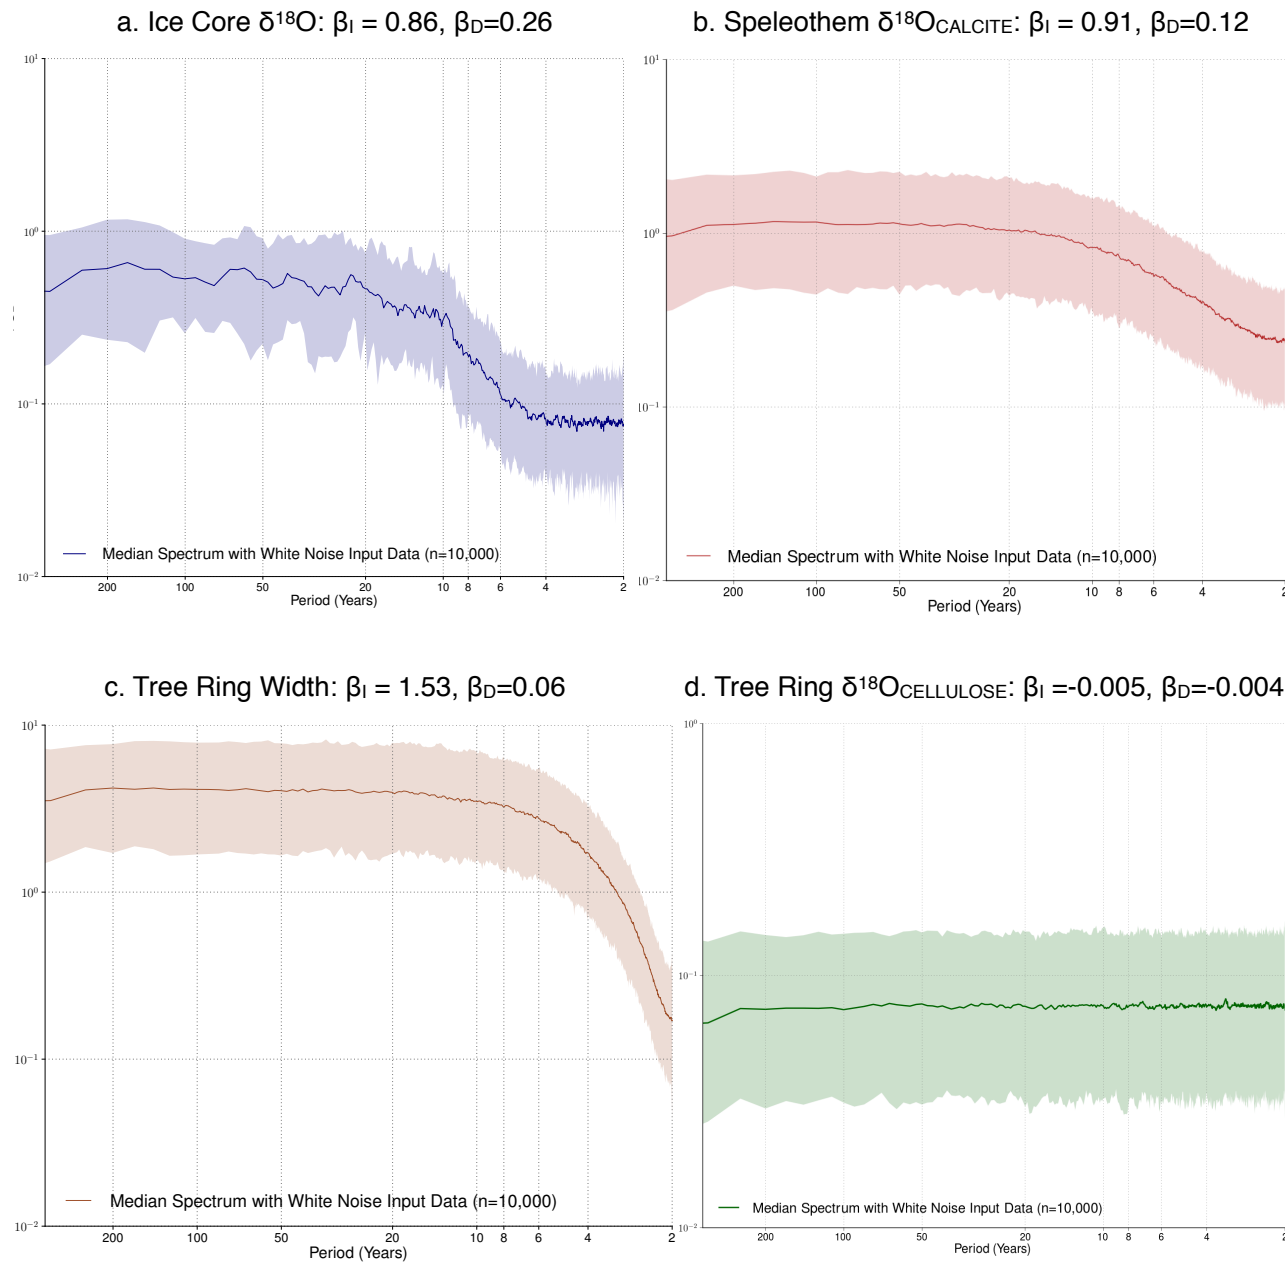 a. Ice Core δ¹⁸O: βI = 0.86, βD=0.26
10¹
10⁰
10⁻¹
10⁻²
Median Spectrum with White Noise Input Data (n=10,000)
200 100 50 20 10 8 6 4 2
Period (Years)
b. Speleothem δ¹⁸OCALCITE: βI = 0.91, βD=0.12
10¹
10⁰
10⁻¹
10⁻²
Median Spectrum with White Noise Input Data (n=10,000)
200 100 50 20 10 8 6 4 2
Period (Years)
c. Tree Ring Width: βI = 1.53, βD=0.06
10¹
10⁰
10⁻¹
10⁻²
Median Spectrum with White Noise Input Data (n=10,000)
200 100 50 20 10 8 6 4 2
Period (Years)
d. Tree Ring δ¹⁸OCELLULOSE: βI =-0.005, βD=-0.004
10⁰
10⁻¹
10⁻²
Median Spectrum with White Noise Input Data (n=10,000)
200 100 50 20 10 8 6 4 2
Period (Years)